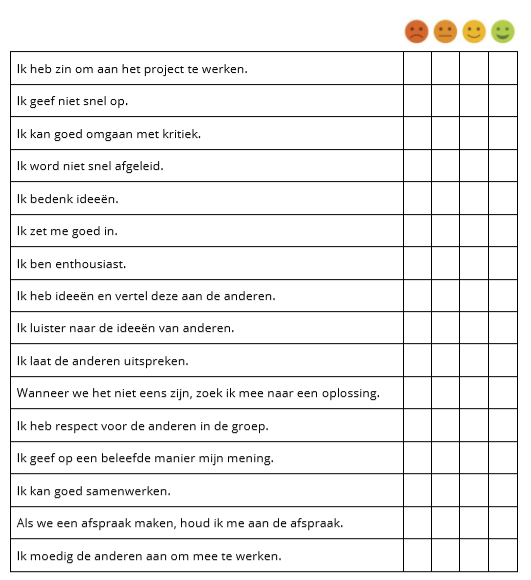 Ik heb zin om aan het project te werken.
Ik geef niet snel op.
Ik kan goed omgaan met kritiek.
Ik word niet snel afgeleid.
Ik bedenk ideeën.
Ik zet me goed in.
Ik ben enthousiast.
Ik heb ideeën en vertel deze aan de anderen.
Ik luister naar de ideeën van anderen.
Ik laat de anderen uitspreken.
Wanneer we het niet eens zijn, zoek ik mee naar een oplossing.
Ik heb respect voor de anderen in de groep.
Ik geef op een beleefde manier mijn mening.
Ik kan goed samenwerken.
Als we een afspraak maken, houd ik me aan de afspraak.
Ik moedig de anderen aan om mee te werken.